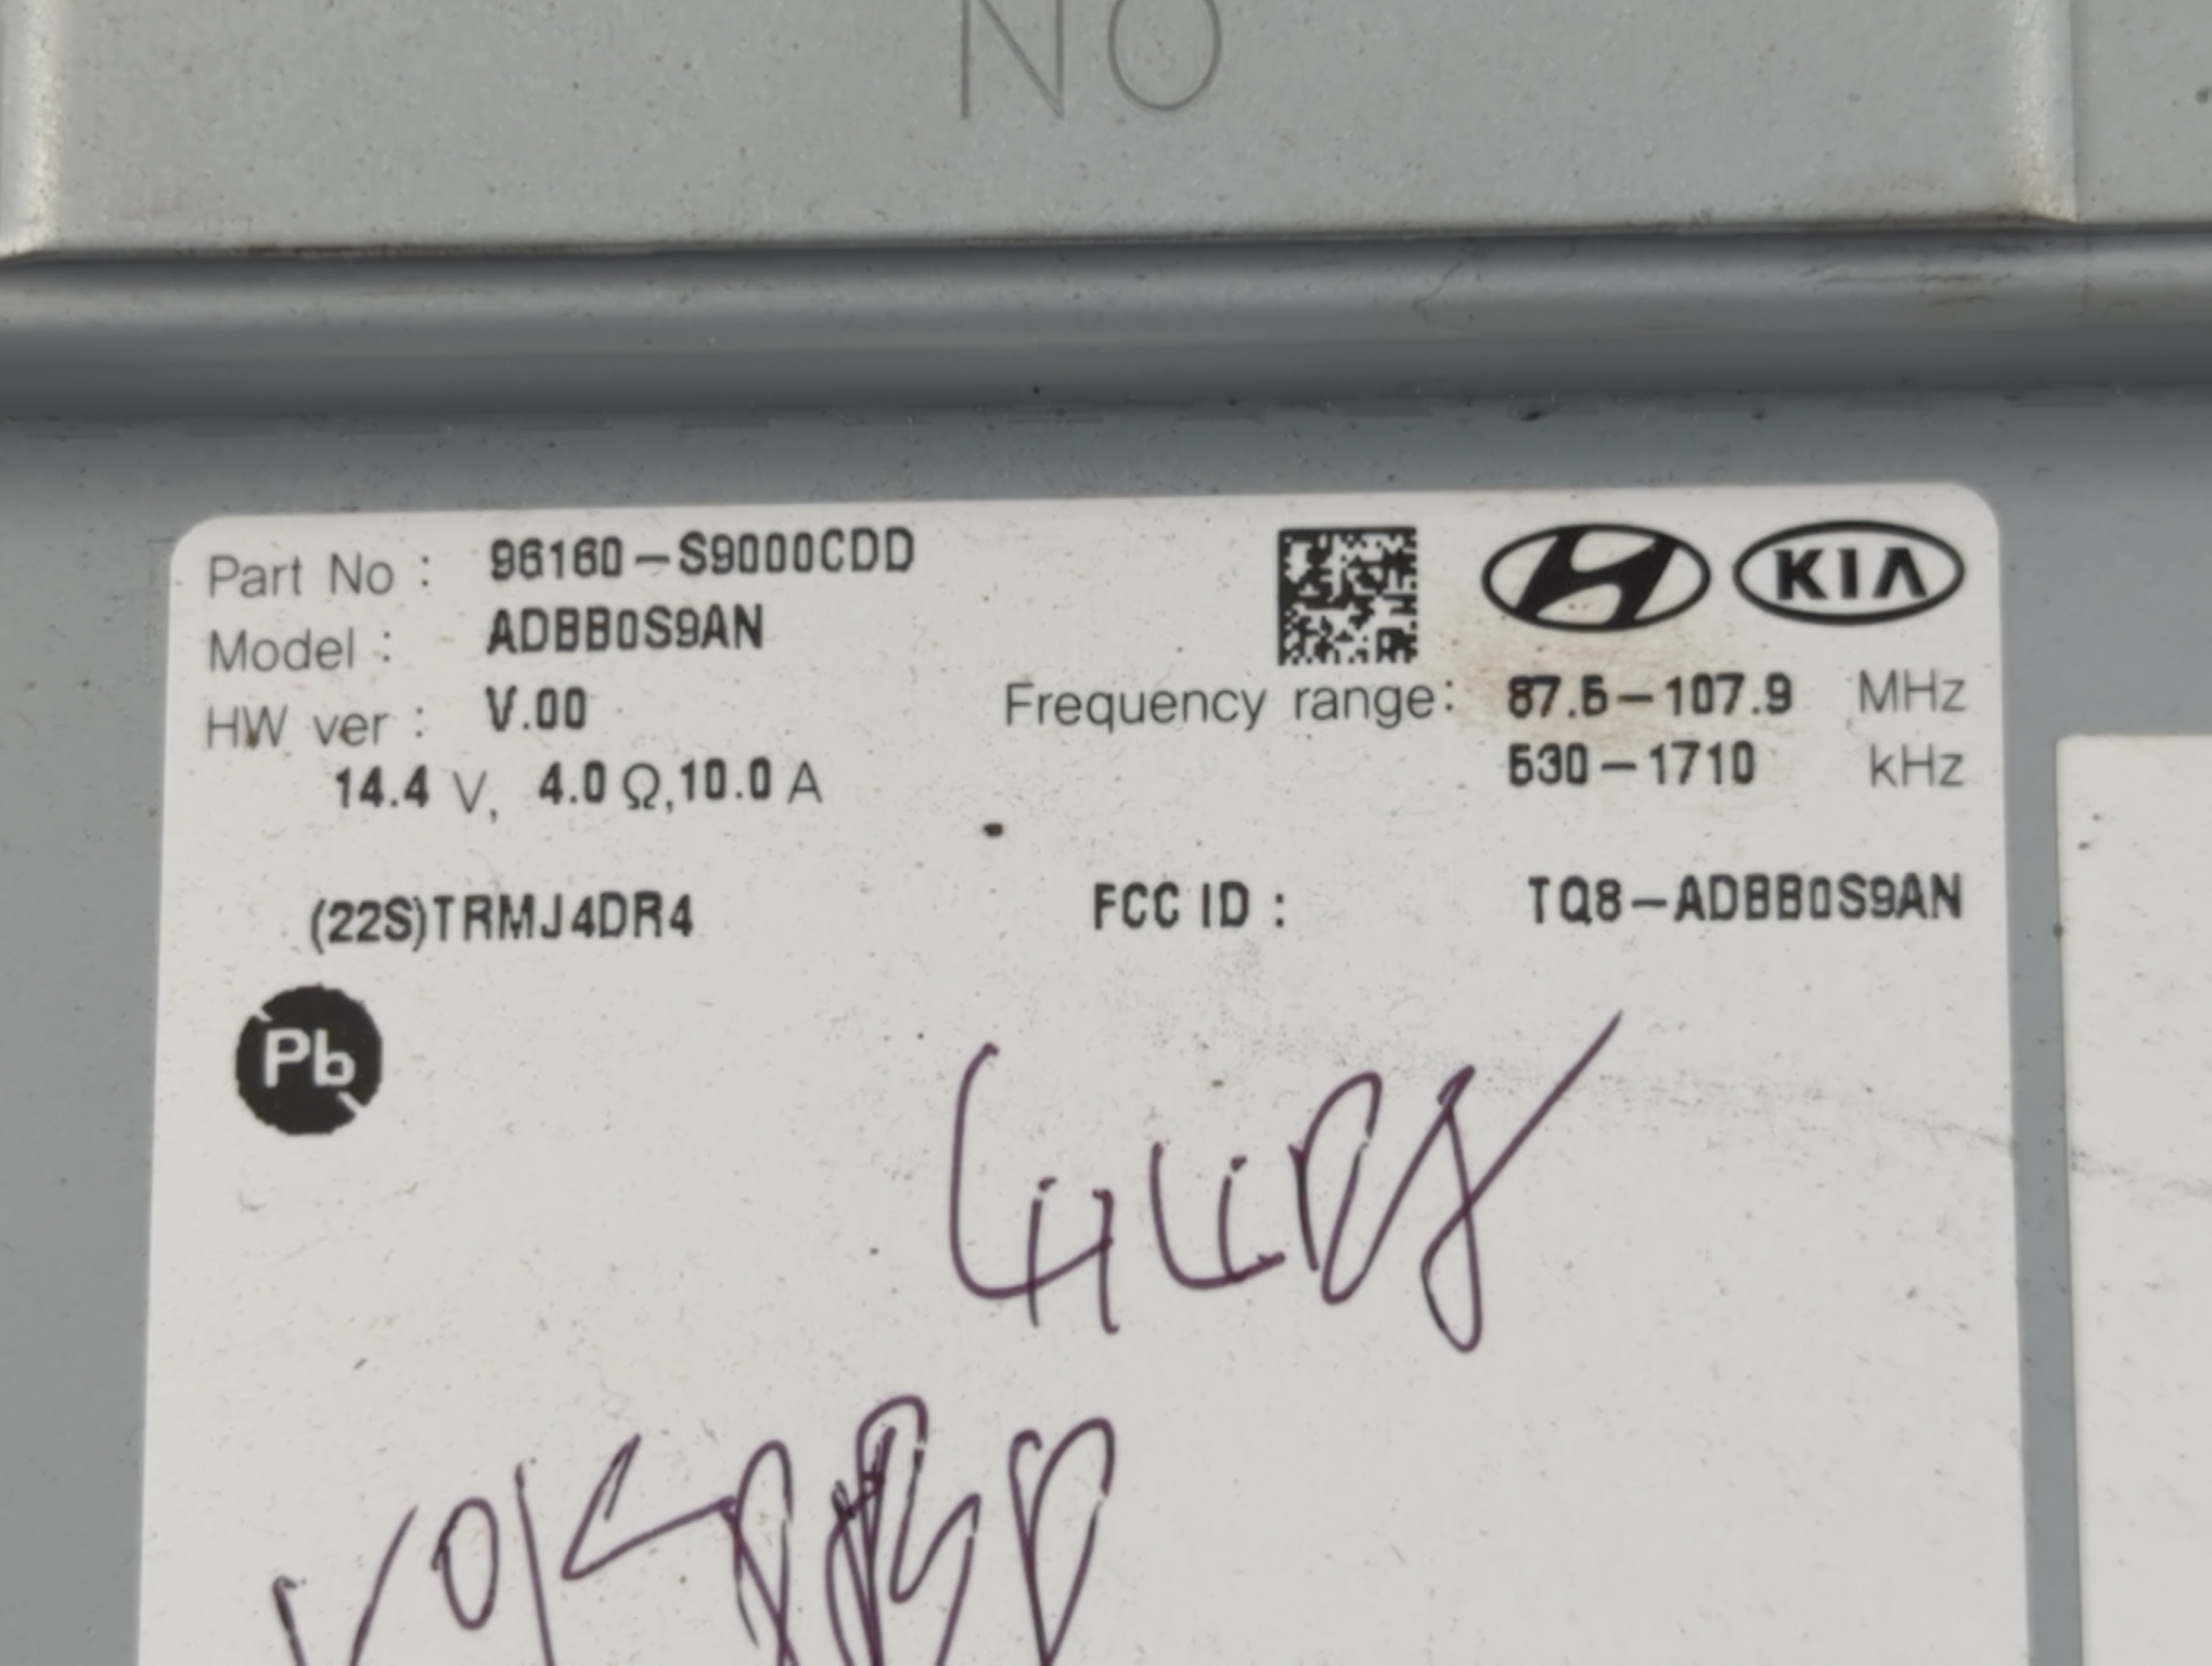 NO
Part No : 96160-S9000CDD
KIA
Model : ADBB0S9AN
HW ver : V.00
Frequency range: 87.5-107.9 MHz
14.4 V, 4.0 Ω,10.0 A
530-1710 kHz
(22S)TRMJ4DR4
FCC ID : TQ8-ADBB0S9AN
Pb